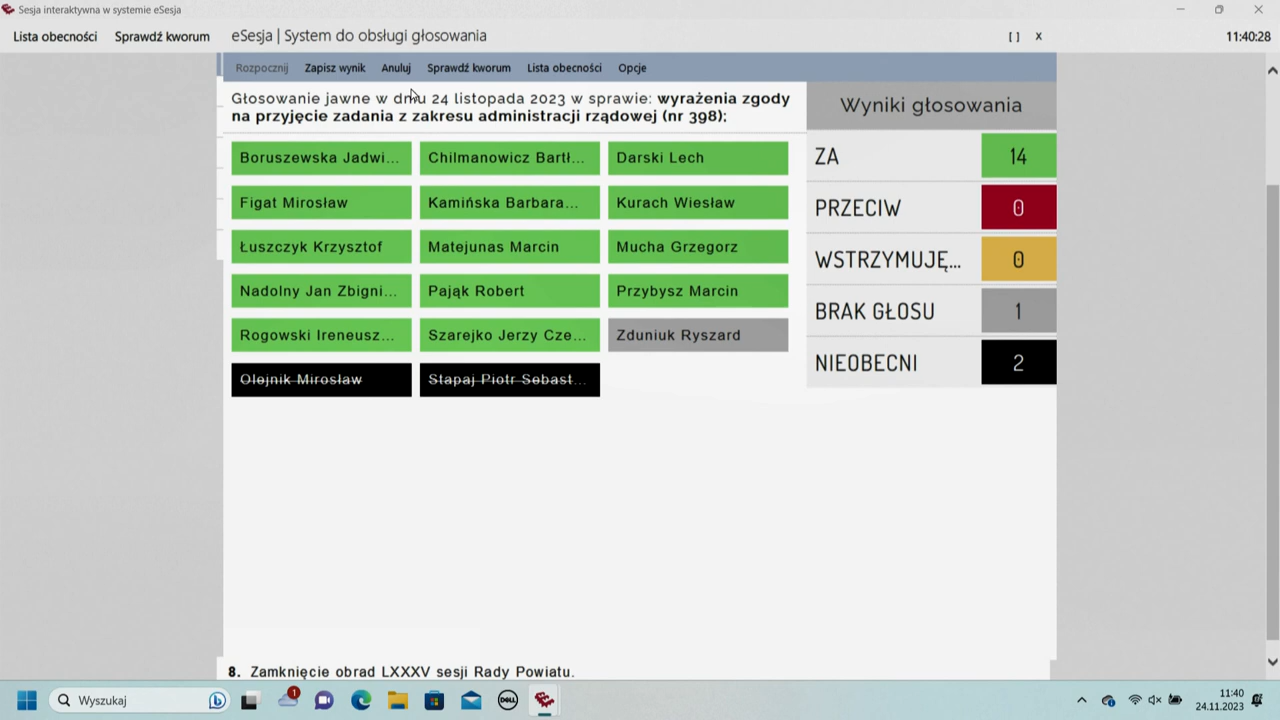 Sesja interaktywna w systemie eSesja
Lista obecności Sprawdź kworum eSesja | System do obsługi głosowania [ ] x 11:40:28
Rozpocznij Zapisz wynik Anuluj Sprawdź kworum Lista obecności Opcje
Głosowanie jawne w dniu 24 listopada 2023 w sprawie: wyrażenia zgody
na przyjęcie zadania z zakresu administracji rządowej (nr 398);
Boruszewska Jadwi... Chilmanowicz Bartł... Darski Lech
Figat Mirosław Kamińska Barbara... Kurach Wiesław
Łuszczyk Krzysztof Matejunas Marcin Mucha Grzegorz
Nadolny Jan Zbigni... Pająk Robert Przybysz Marcin
Rogowski Ireneusz... Szarejko Jerzy Cze... Zduniuk Ryszard
Olejnik Mirosław Stapaj Piotr Sebast...
Wyniki głosowania
ZA 14
PRZECIW 0
WSTRZYMUJĘ... 0
BRAK GŁOSU 1
NIEOBECNI 2
8. Zamknięcie obrad LXXXV sesji Rady Powiatu.
Wyszukaj 1 DELL 11:40
24.11.2023